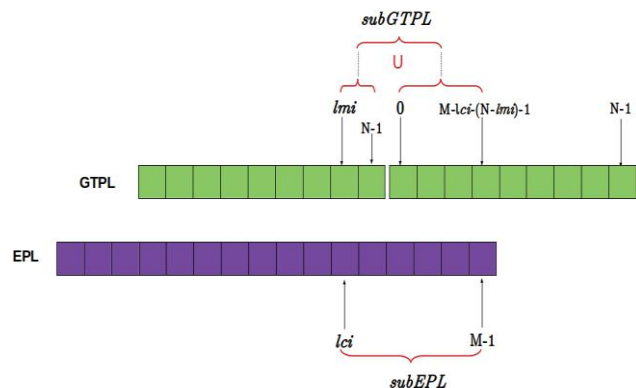 subGTPL
U
lmi
N-1
0
M-lci-(N-lmi)-1
N-1
GTPL
EPL
lci
M-1
subEPL